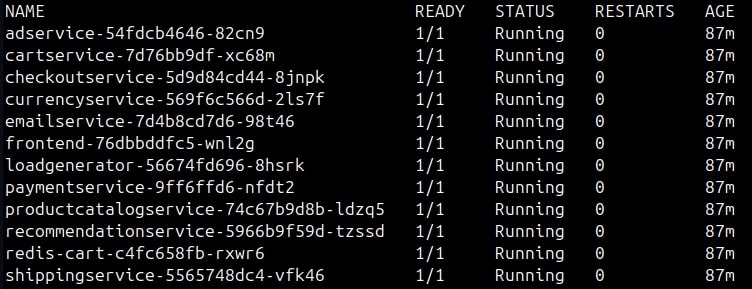 NAME READY STATUS RESTARTS AGE
adservice-54fdcb4646-82cn9 1/1 Running 0 87m
cartservice-7d76bb9df-xc68m 1/1 Running 0 87m
checkoutservice-5d9d84cd44-8jnpk 1/1 Running 0 87m
currencyservice-569f6c566d-2ls7f 1/1 Running 0 87m
emailservice-7d4b8cd7d6-98t46 1/1 Running 0 87m
frontend-76dbbddfc5-wnl2g 1/1 Running 0 87m
loadgenerator-56674fd696-8hsrk 1/1 Running 0 87m
paymentservice-9ff6ffd6-nfdt2 1/1 Running 0 87m
productcatalogservice-74c67b9d8b-ldzq5 1/1 Running 0 87m
recommendationservice-5966b9f59d-tzssd 1/1 Running 0 87m
redis-cart-c4fc658fb-rxwr6 1/1 Running 0 87m
shippingservice-5565748dc4-vfk46 1/1 Running 0 87m